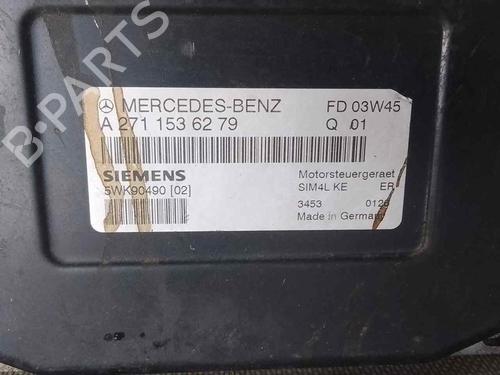 MERCEDES-BENZ FD 03W45
A 271 153 62 79 Q 01
SIEMENS Motorsteuergeraet
5WK90490 [02] SIM4L KE ER
3453 0126
Made in Germany
B-PARTS